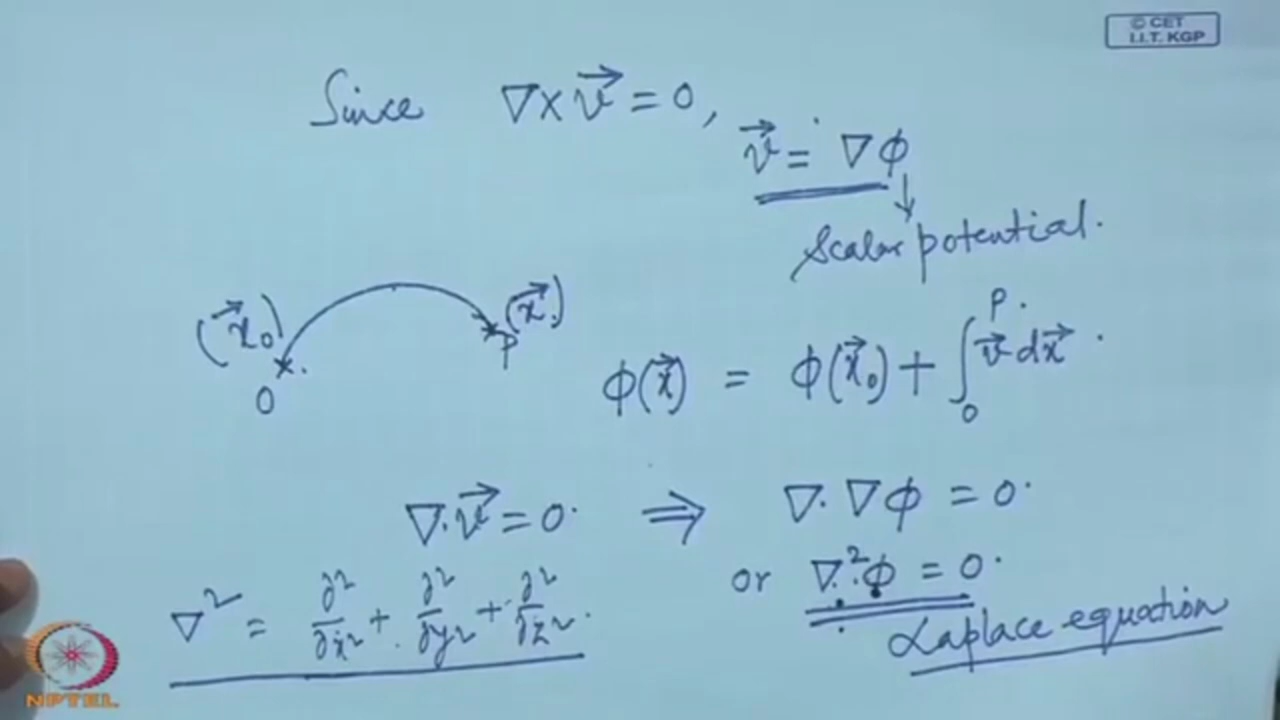 © CET
I.I.T. KGP
Since ∇×v⃗ = 0,
v⃗ = ∇ϕ
↓
Scalar potential.
(x⃗₀)
(x⃗)
O
P
ϕ(x⃗) = ϕ(x⃗₀) + ∫₀ᴾ v⃗ dx⃗.
∇·v⃗ = 0. ⇒ ∇·∇ϕ = 0.
or ∇²ϕ = 0.
Laplace equation
∇² = ∂²/∂x² + ∂²/∂y² + ∂²/∂z².
NPTEL